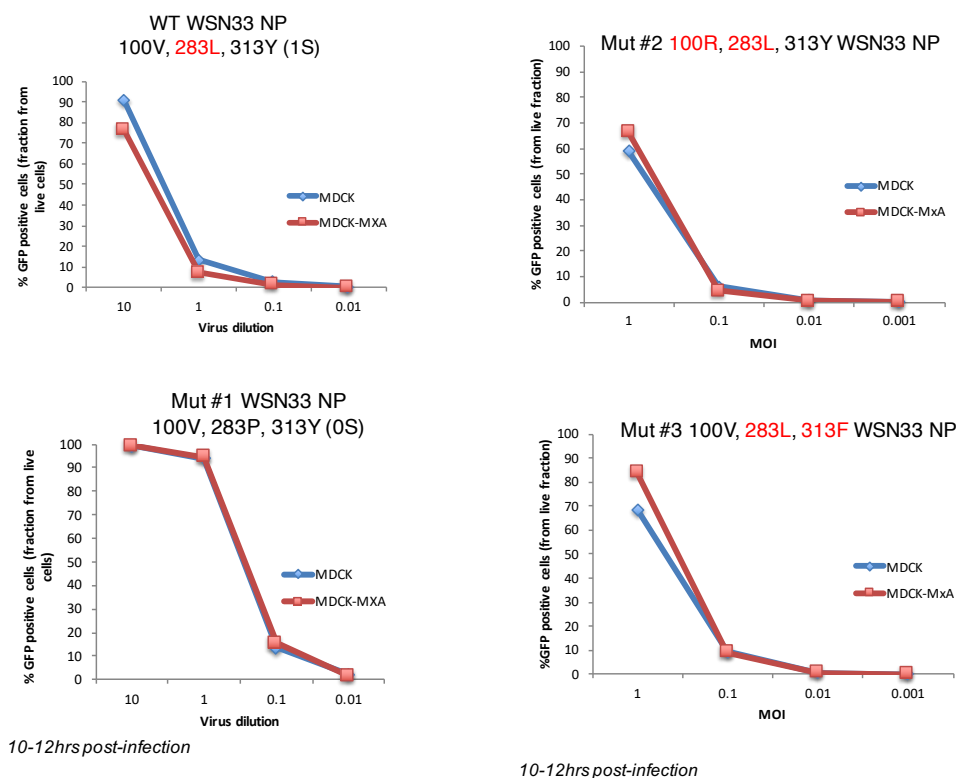 WT WSN33 NP
100V, 283L, 313Y (1S)
% GFP positive cells (fraction from
live cells)
100
90
80
70
60
50
40
30
20
10
0
10
1
0.1
0.01
Virus dilution
MDCK
MDCK-MXA
Mut #2 100R, 283L, 313Y WSN33 NP
% GFP positive cells (from live fraction)
100
90
80
70
60
50
40
30
20
10
0
1
0.1
0.01
0.001
MOI
MDCK
MDCK-MxA
Mut #1 WSN33 NP
100V, 283P, 313Y (0S)
% GFP positive cells (fraction from live
cells)
100
90
80
70
60
50
40
30
20
10
0
10
1
0.1
0.01
Virus dilution
MDCK
MDCK-MXA
10-12hrs post-infection
Mut #3 100V, 283L, 313F WSN33 NP
%GFP positive cells (from live fraction)
100
90
80
70
60
50
40
30
20
10
0
1
0.1
0.01
0.001
MOI
MDCK
MDCK-MxA
10-12hrs post-infection